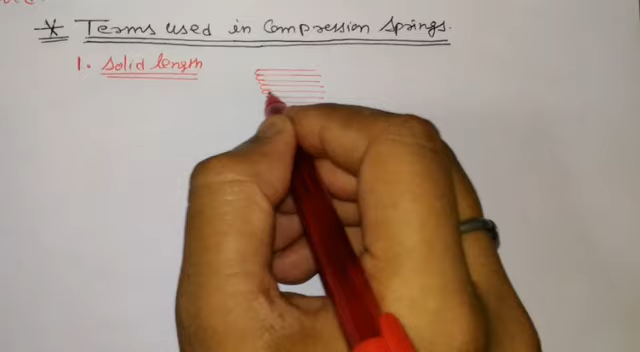 * Terms used in Compression Springs.
1. Solid length